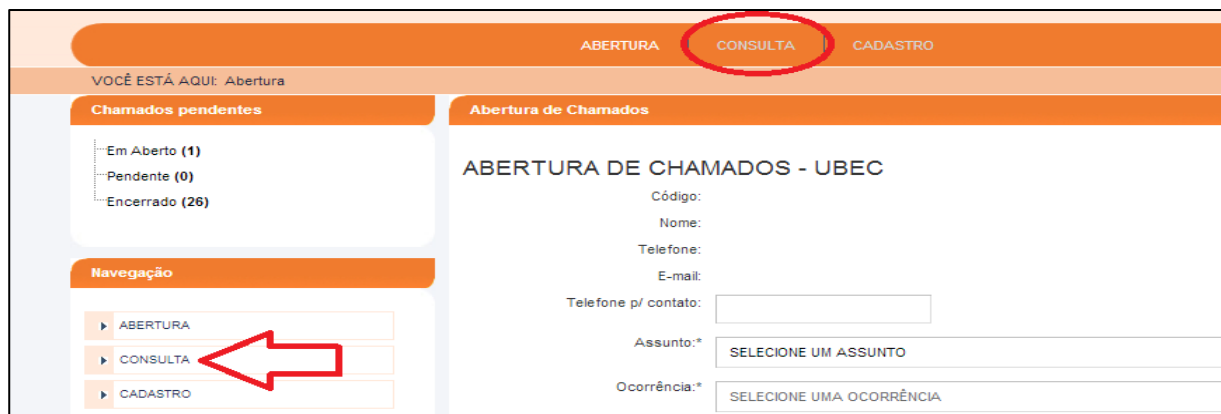 ABERTURA | CONSULTA | CADASTRO
VOCÊ ESTÁ AQUI: Abertura
Chamados pendentes
Em Aberto (1)
Pendente (0)
Encerrado (26)
Navegação
ABERTURA
CONSULTA
CADASTRO
Abertura de Chamados
ABERTURA DE CHAMADOS - UBEC
Código:
Nome:
Telefone:
E-mail:
Telefone p/ contato:
Assunto:* SELECIONE UM ASSUNTO
Ocorrência:* SELECIONE UMA OCORRÊNCIA